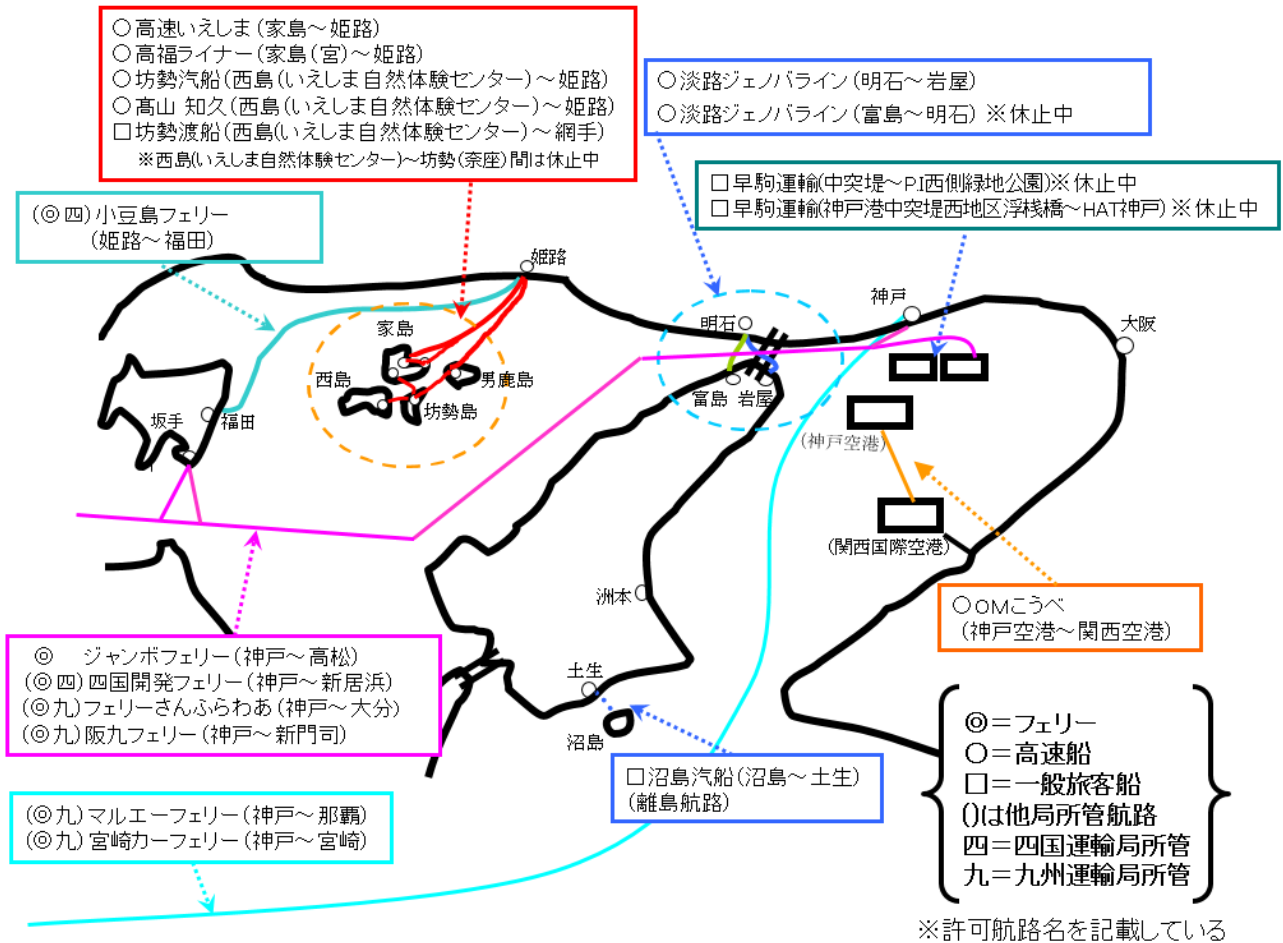 ○高速いえしま(家島～姫路)
○高福ライナー(家島(宮)～姫路)
○坊勢汽船(西島(いえしま自然体験センター)～姫路)
○髙山 知久(西島(いえしま自然体験センター)～姫路)
□坊勢渡船(西島(いえしま自然体験センター)～網手)
※西島(いえしま自然体験センター)～坊勢(奈座)間は休止中
○淡路ジェノバライン(明石～岩屋)
○淡路ジェノバライン(富島～明石) ※休止中
□早駒運輸(中突堤～P.I西側緑地公園)※休止中
□早駒運輸(神戸港中突堤西地区浮桟橋～HAT神戸)※休止中
(◎四)小豆島フェリー
(姫路～福田)
姫路
神戸
明石
大阪
家島
西島
男鹿島
坊勢島
富島
岩屋
坂手
福田
(神戸空港)
(関西国際空港)
洲本
土生
沼島
○OMこうべ
(神戸空港～関西空港)
◎ ジャンボフェリー(神戸～高松)
(◎四)四国開発フェリー(神戸～新居浜)
(◎九)フェリーさんふらわあ(神戸～大分)
(◎九)阪九フェリー(神戸～新門司)
□沼島汽船(沼島～土生)
(離島航路)
(◎九)マルエーフェリー(神戸～那覇)
(◎九)宮崎カーフェリー(神戸～宮崎)
◎=フェリー
○=高速船
□=一般旅客船
()は他局所管航路
四=四国運輸局所管
九=九州運輸局所管
※許可航路名を記載している